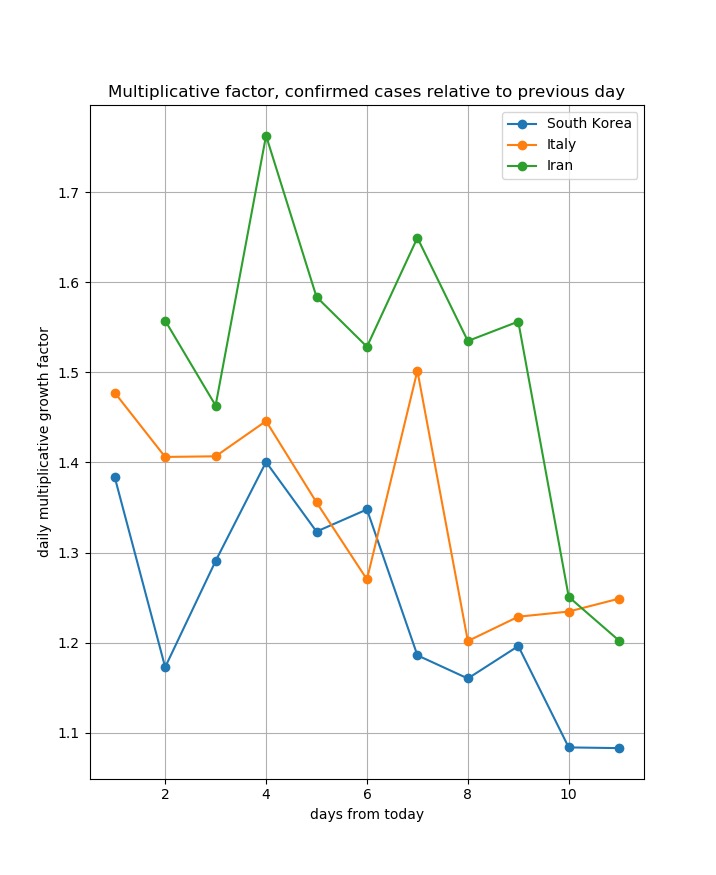 Multiplicative factor, confirmed cases relative to previous day
South Korea
Italy
Iran
daily multiplicative growth factor
1.7
1.6
1.5
1.4
1.3
1.2
1.1
2 4 6 8 10
days from today